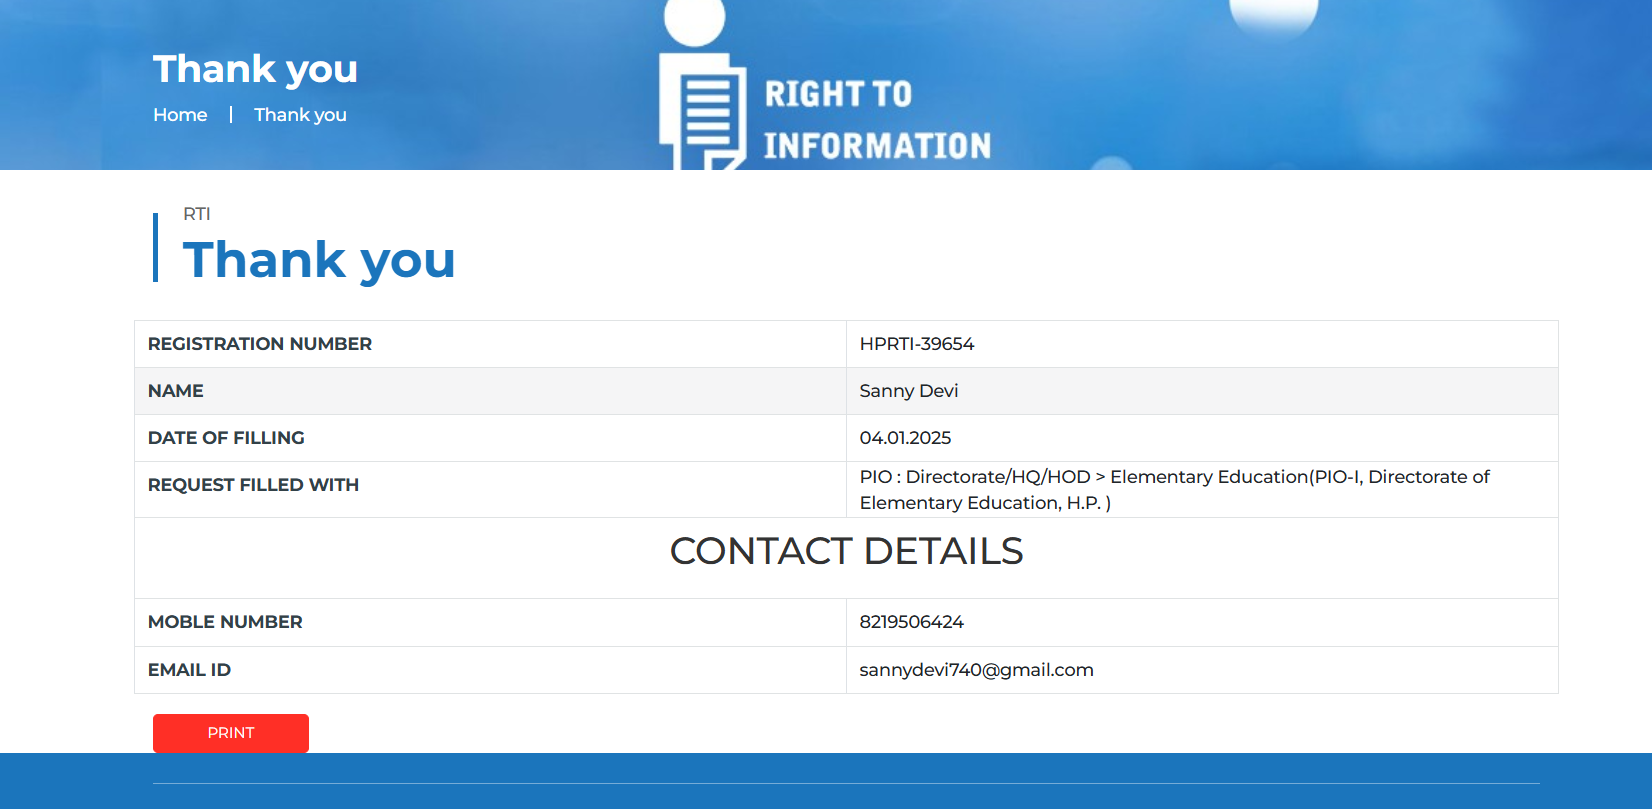 Thank you
Home | Thank you
RIGHT TO
INFORMATION
RTI
Thank you
REGISTRATION NUMBER HPRTI-39654
NAME Sanny Devi
DATE OF FILLING 04.01.2025
REQUEST FILLED WITH PIO : Directorate/HQ/HOD > Elementary Education(PIO-I, Directorate of
Elementary Education, H.P. )
CONTACT DETAILS
MOBLE NUMBER 8219506424
EMAIL ID sannydevi740@gmail.com
PRINT